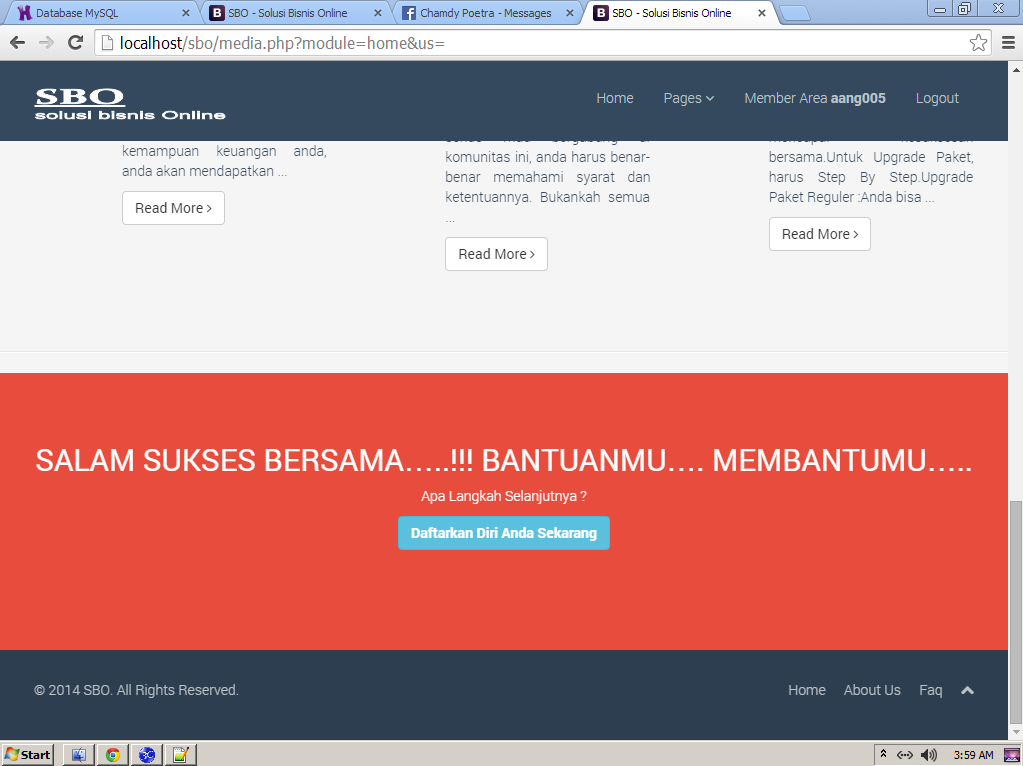 Database MySQL
SBO - Solusi Bisnis Online
Chamdy Poetra - Messages
SBO - Solusi Bisnis Online
localhost/sbo/media.php?module=home&us=
SBO
solusi bisnis Online
Home
Pages
Member Area aang005
Logout
kemampuan keuangan anda,
anda akan mendapatkan ...
Read More
komunitas ini, anda harus benar-
benar memahami syarat dan
ketentuannya. Bukankah semua
...
Read More
bersama.Untuk Upgrade Paket,
harus Step By Step.Upgrade
Paket Reguler :Anda bisa ...
Read More
SALAM SUKSES BERSAMA…..!!! BANTUANMU…. MEMBANTUMU…..
Apa Langkah Selanjutnya ?
Daftarkan Diri Anda Sekarang
© 2014 SBO. All Rights Reserved.
Home
About Us
Faq
Start
3:59 AM